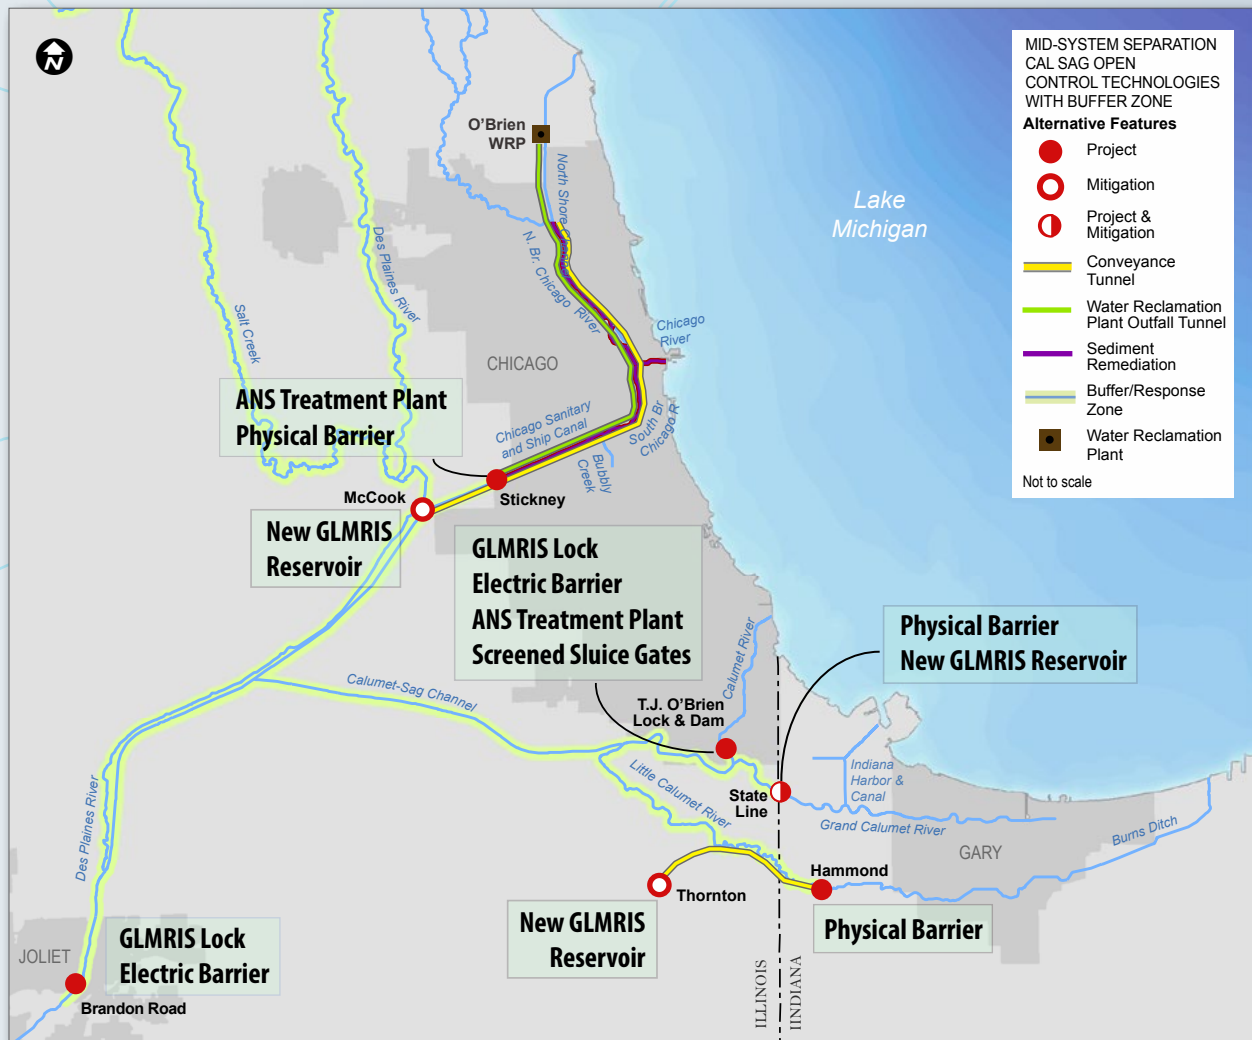 N
MID-SYSTEM SEPARATION
CAL SAG OPEN
CONTROL TECHNOLOGIES
WITH BUFFER ZONE
Alternative Features
Project
Mitigation
Project &
Mitigation
Conveyance
Tunnel
Water Reclamation
Plant Outfall Tunnel
Sediment
Remediation
Buffer/Response
Zone
Water Reclamation
Plant
Not to scale
O'Brien
WRP
North Shore Channel
Lake
Michigan
Des Plaines River
N. Br. Chicago River
Salt Creek
Chicago
River
CHICAGO
ANS Treatment Plant
Physical Barrier
Chicago Sanitary
and Ship Canal
South Br
Chicago R
Bubbly
Creek
McCook
Stickney
New GLMRIS
Reservoir
GLMRIS Lock
Electric Barrier
ANS Treatment Plant
Screened Sluice Gates
Physical Barrier
New GLMRIS Reservoir
Calumet River
Calumet-Sag Channel
T.J. O'Brien
Lock & Dam
Little Calumet River
State
Line
Indiana
Harbor &
Canal
Grand Calumet River
Burns Ditch
GARY
Des Plaines River
Hammond
Thornton
New GLMRIS
Reservoir
Physical Barrier
JOLIET
GLMRIS Lock
Electric Barrier
Brandon Road
ILLINOIS
IINDIANA